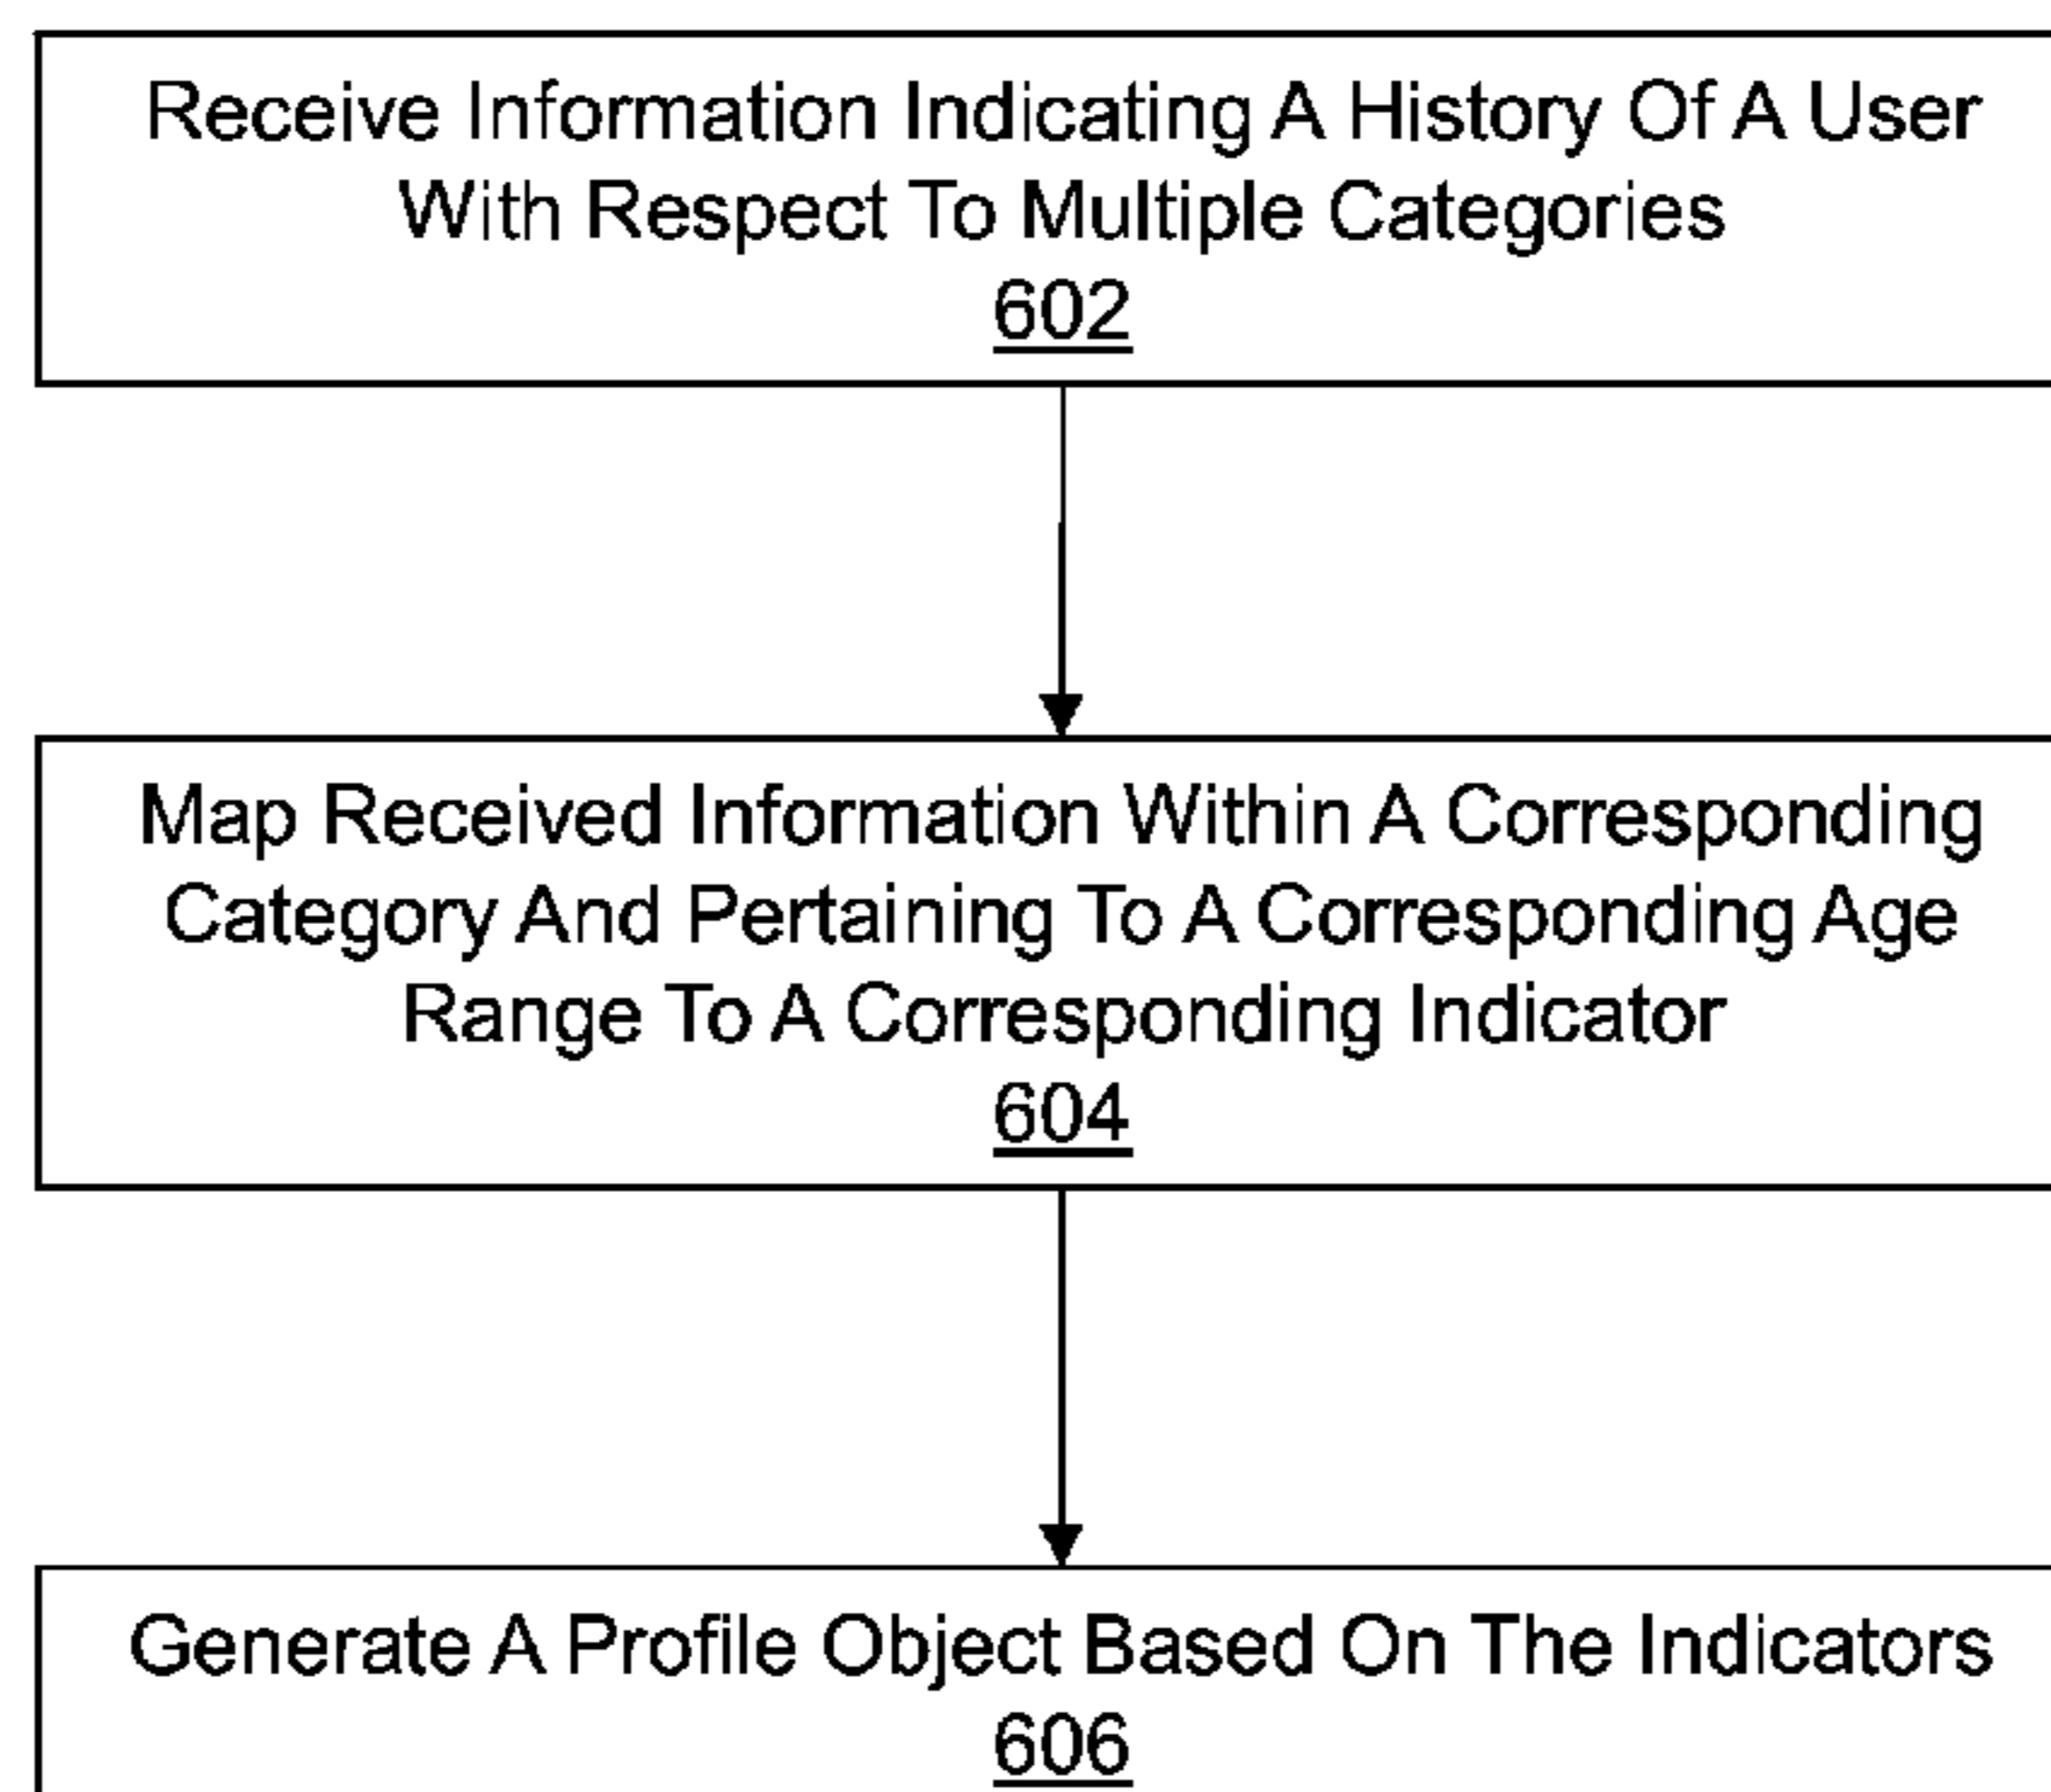 Receive Information Indicating A History Of A User
With Respect To Multiple Categories
602
Map Received Information Within A Corresponding
Category And Pertaining To A Corresponding Age
Range To A Corresponding Indicator
604
Generate A Profile Object Based On The Indicators
606